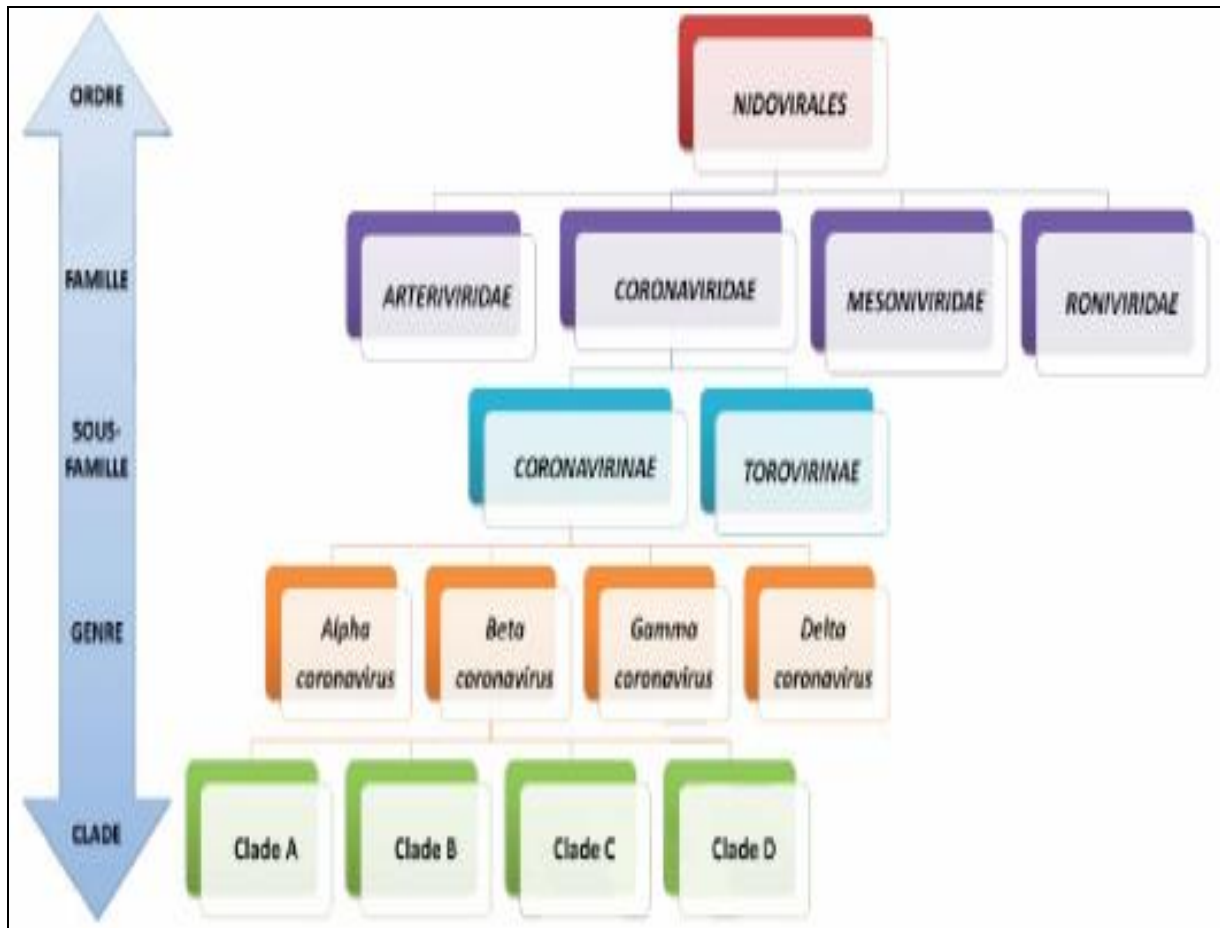 ORDRE
NIDOVIRALES
FAMILLE
ARTERIVIRIDAE
CORONAVIRIDAE
MESONIVIRIDAE
RONIVIRIDAE
SOUS-
FAMILLE
CORONAVIRINAE
TOROVIRINAE
GENRE
Alpha
coronavirus
Beta
coronavirus
Gamma
coronavirus
Delta
coronavirus
CLADE
Clade A
Clade B
Clade C
Clade D